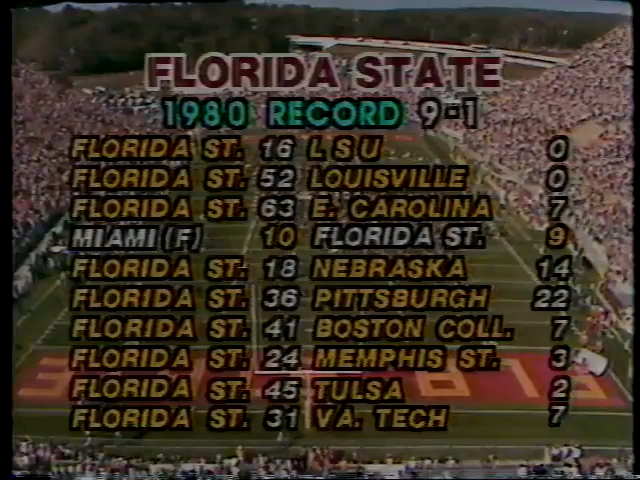 FLORIDA STATE
1980 RECORD 9-1
FLORIDA ST. 16 LSU 0
FLORIDA ST. 52 LOUISVILLE 0
FLORIDA ST. 63 E. CAROLINA 7
MIAMI (F) 10 FLORIDA ST. 9
FLORIDA ST. 18 NEBRASKA 14
FLORIDA ST. 36 PITTSBURGH 22
FLORIDA ST. 41 BOSTON COLL. 7
FLORIDA ST. 24 MEMPHIS ST. 3
FLORIDA ST. 45 TULSA 2
FLORIDA ST. 31 VA. TECH 7